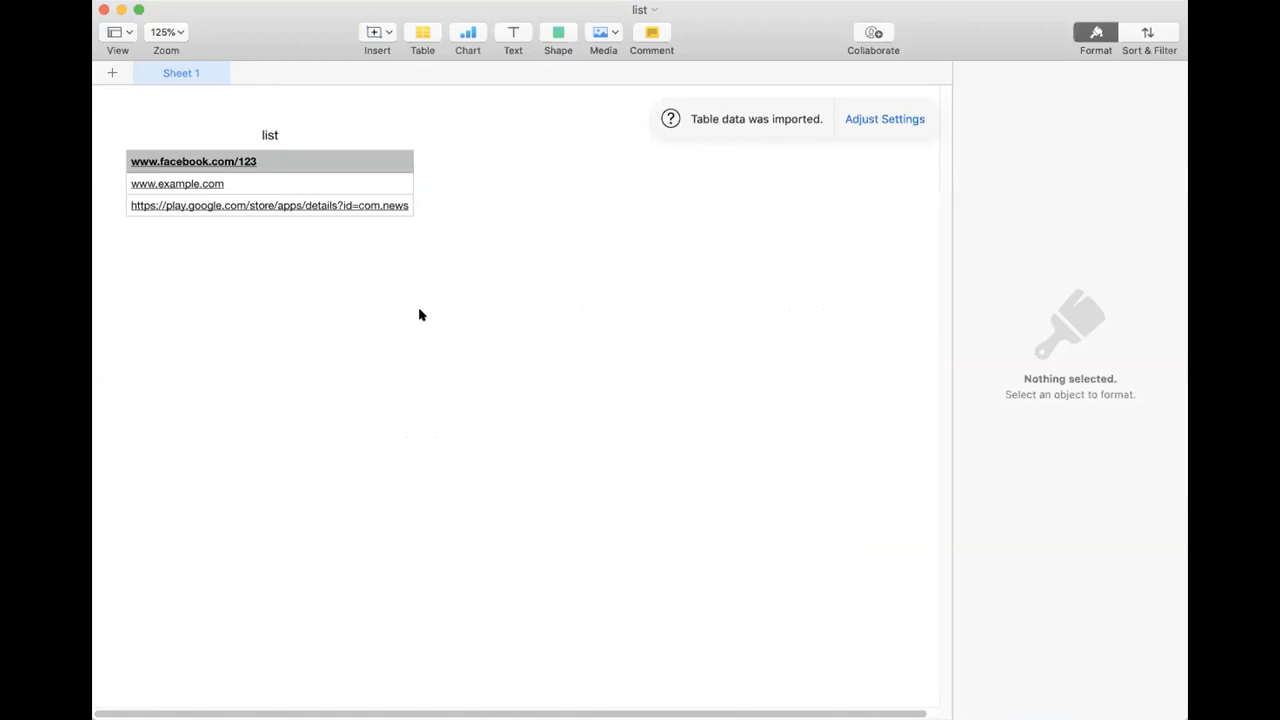 list
125%
View
Zoom
Insert
Table
Chart
Text
Shape
Media
Comment
Collaborate
Format
Sort & Filter
+
Sheet 1
? Table data was imported.
Adjust Settings
list
www.facebook.com/123
www.example.com
https://play.google.com/store/apps/details?id=com.news
Nothing selected.
Select an object to format.